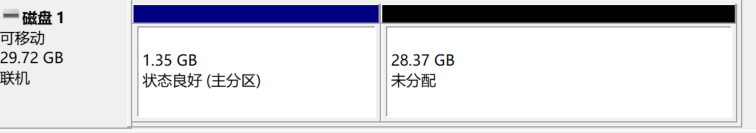 磁盘 1
可移动
29.72 GB
联机
1.35 GB
状态良好 (主分区)
28.37 GB
未分配